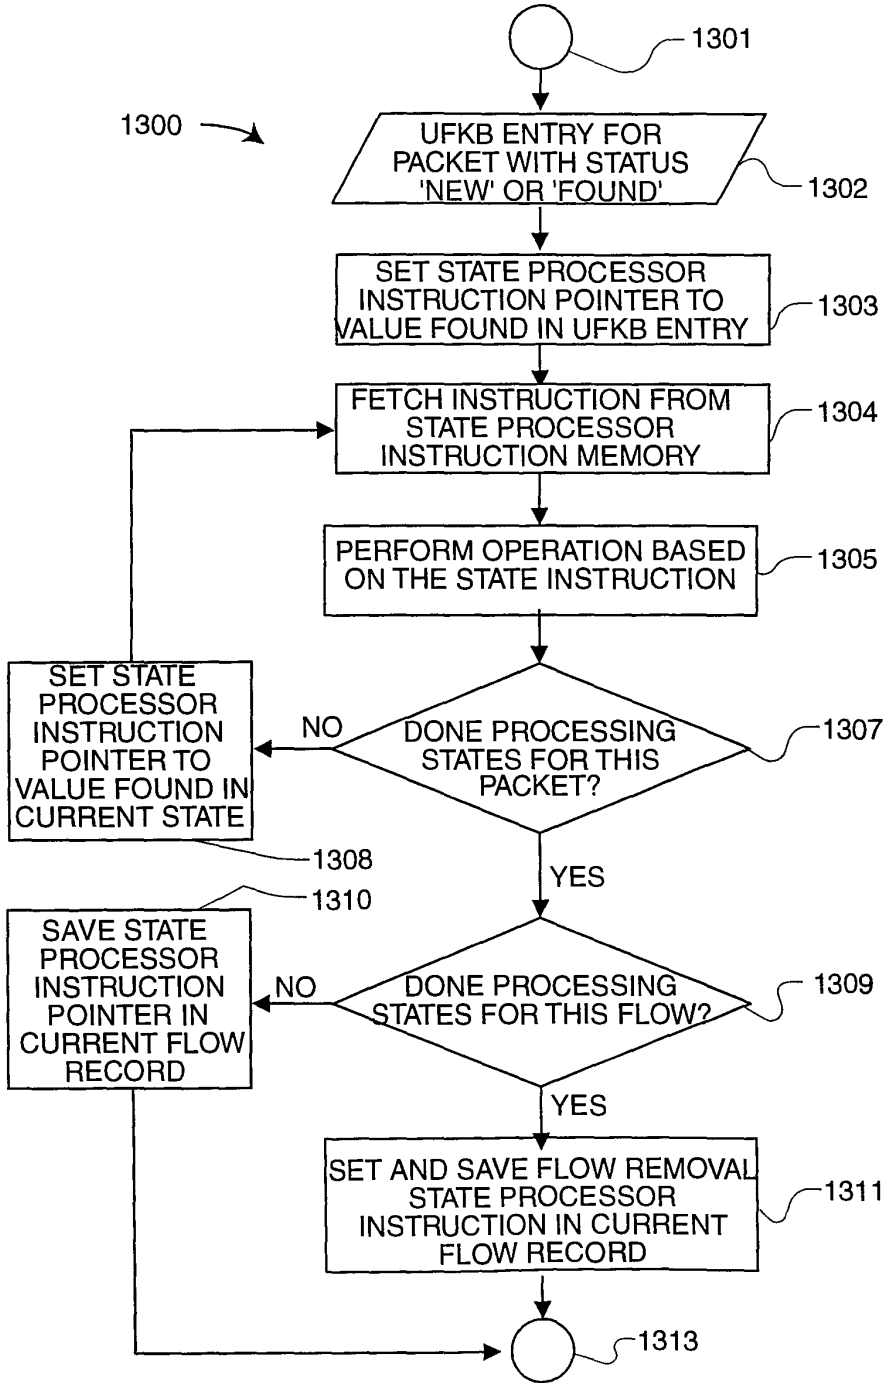 1301
1300
UFKB ENTRY FOR
PACKET WITH STATUS
'NEW' OR 'FOUND'
1302
SET STATE PROCESSOR
INSTRUCTION POINTER TO
VALUE FOUND IN UFKB ENTRY
1303
FETCH INSTRUCTION FROM
STATE PROCESSOR
INSTRUCTION MEMORY
1304
PERFORM OPERATION BASED
ON THE STATE INSTRUCTION
1305
DONE PROCESSING
STATES FOR THIS
PACKET?
1307
NO
SET STATE
PROCESSOR
INSTRUCTION
POINTER TO
VALUE FOUND IN
CURRENT STATE
1308
YES
1310
SAVE STATE
PROCESSOR
INSTRUCTION
POINTER IN
CURRENT FLOW
RECORD
NO
DONE PROCESSING
STATES FOR THIS FLOW?
1309
YES
SET AND SAVE FLOW REMOVAL
STATE PROCESSOR
INSTRUCTION IN CURRENT
FLOW RECORD
1311
1313